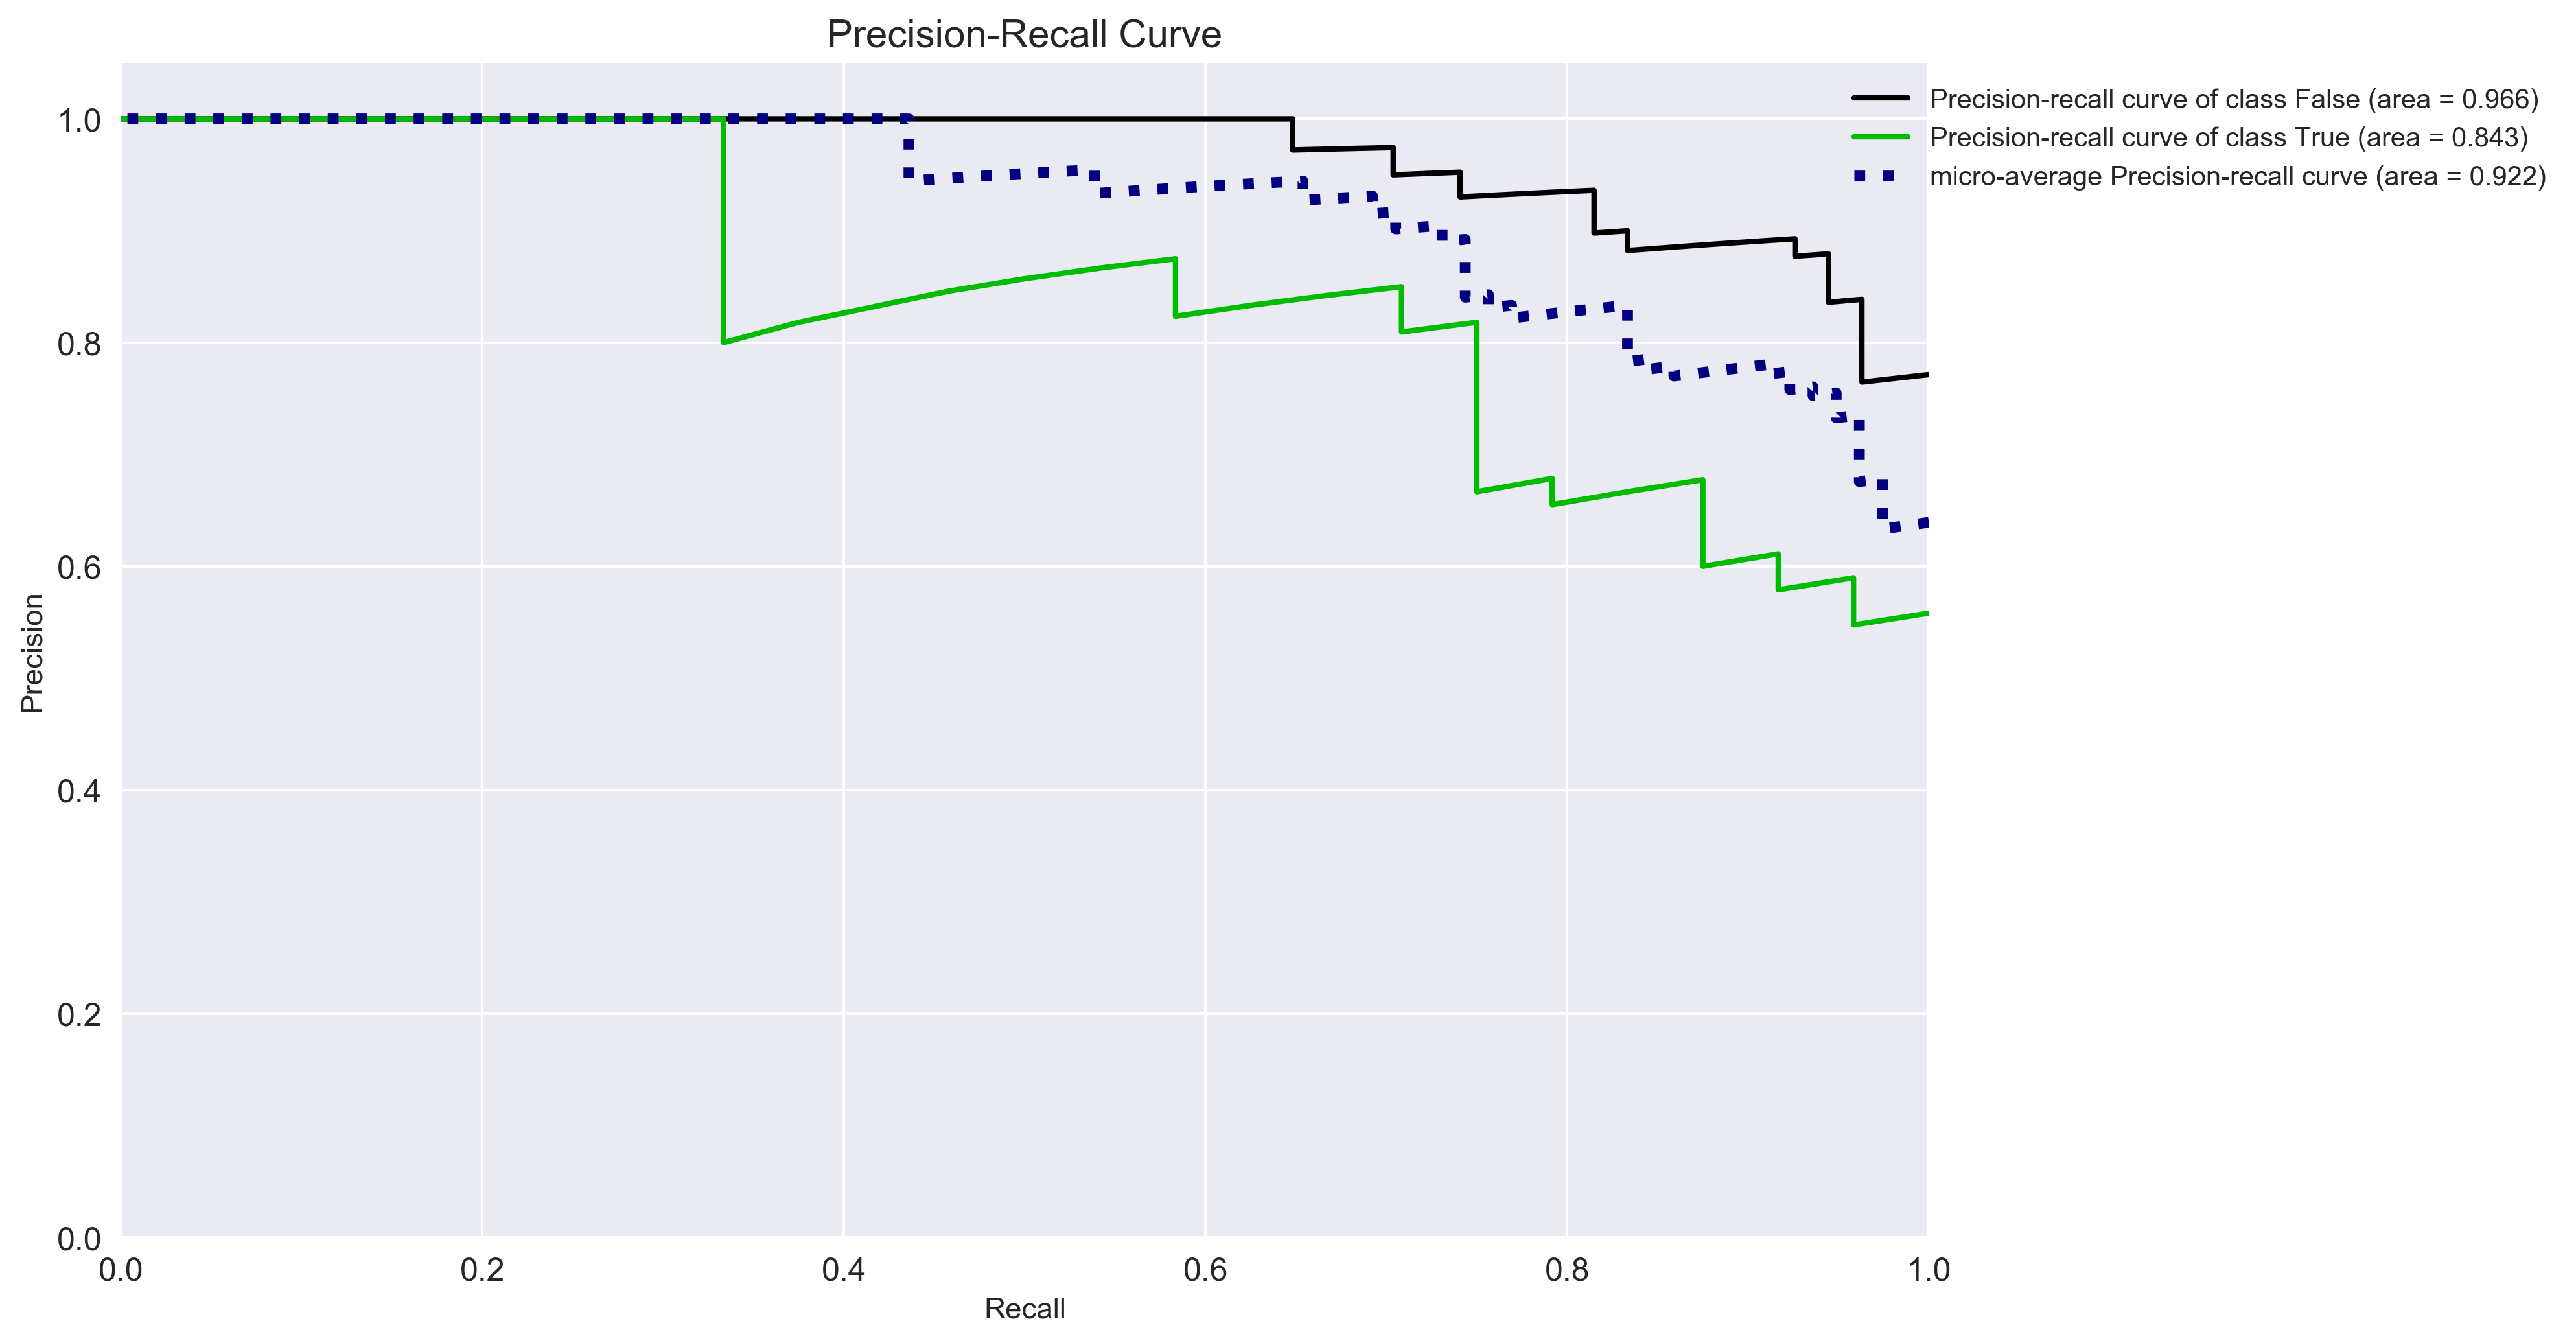 Precision-Recall Curve
Precision-recall curve of class False (area = 0.966)
Precision-recall curve of class True (area = 0.843)
micro-average Precision-recall curve (area = 0.922)
1.0
0.8
0.6
0.4
0.2
0.0
Precision
0.0 0.2 0.4 0.6 0.8 1.0
Recall